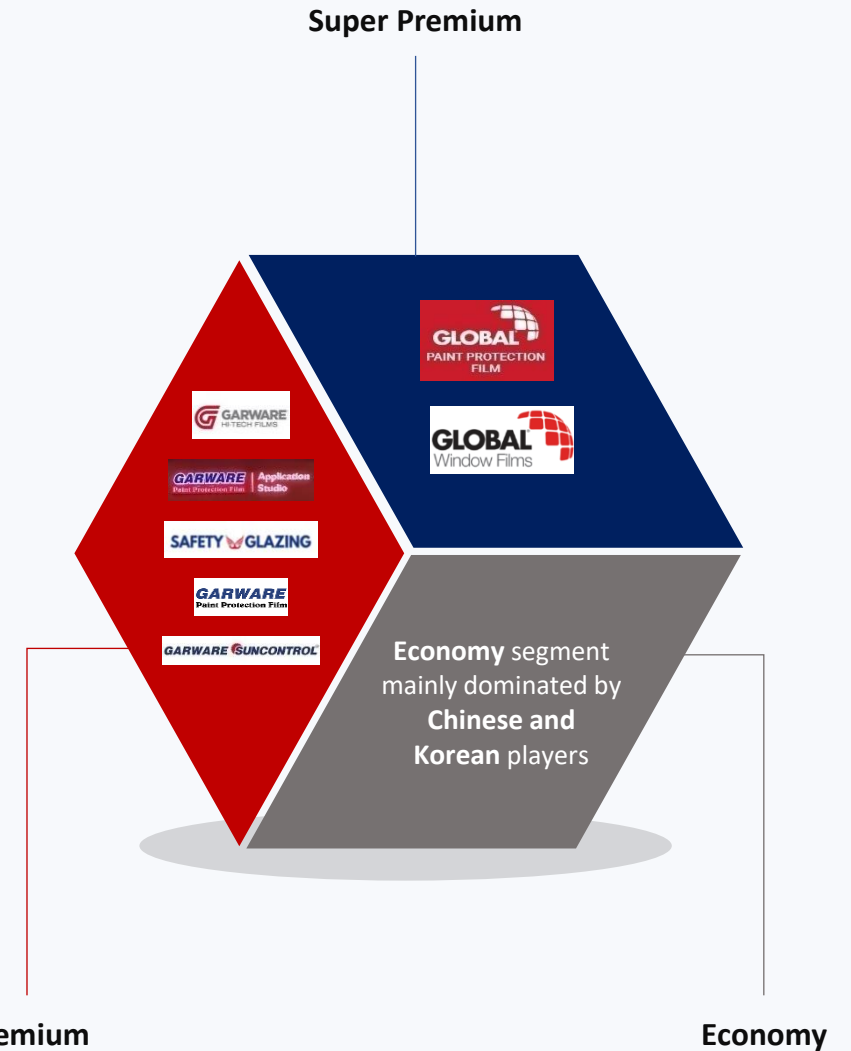 Super Premium
GLOBAL
PAINT PROTECTION
FILM
GLOBAL
Window Films
GARWARE
HI-TECH FILMS
GARWARE Application
Paint Protection Film Studio
SAFETY GLAZING
GARWARE
Paint Protection Film
GARWARE SUNCONTROL
Economy segment
mainly dominated by
Chinese and
Korean players
emium
Economy